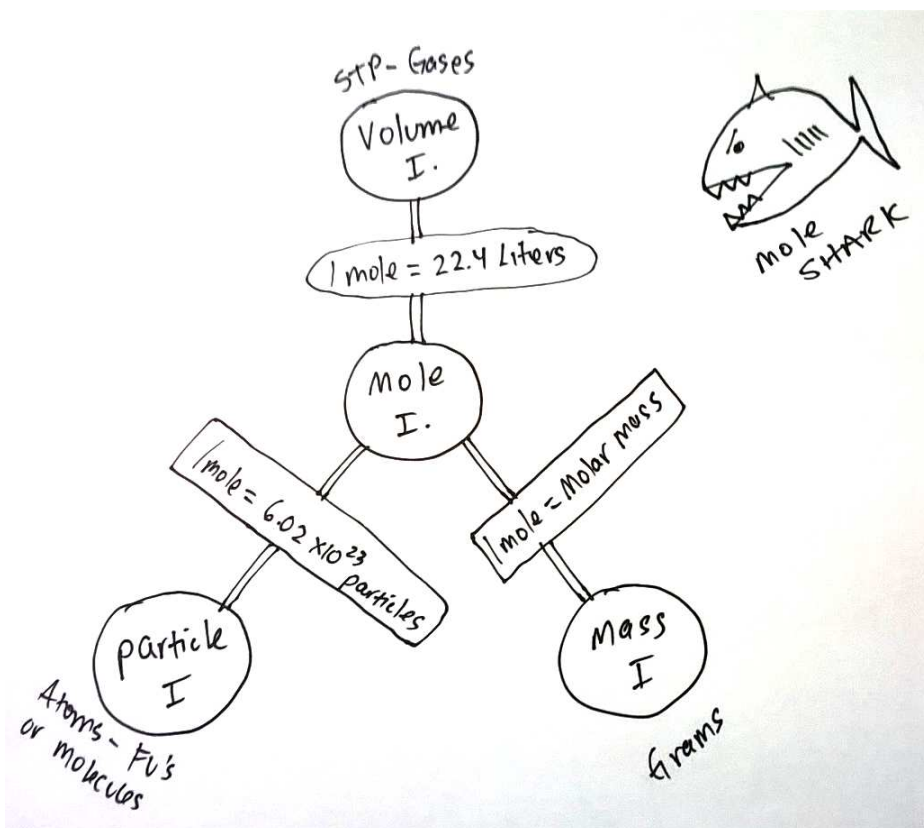 STP- Gases
Volume
I.
1 mole = 22.4 Liters
mole
SHARK
Mole
I.
1 mole = 6.02 x10²³
particles
1 mole = Molar mass
particle
I
Mass
I
Atoms - FU's
or molecules
Grams